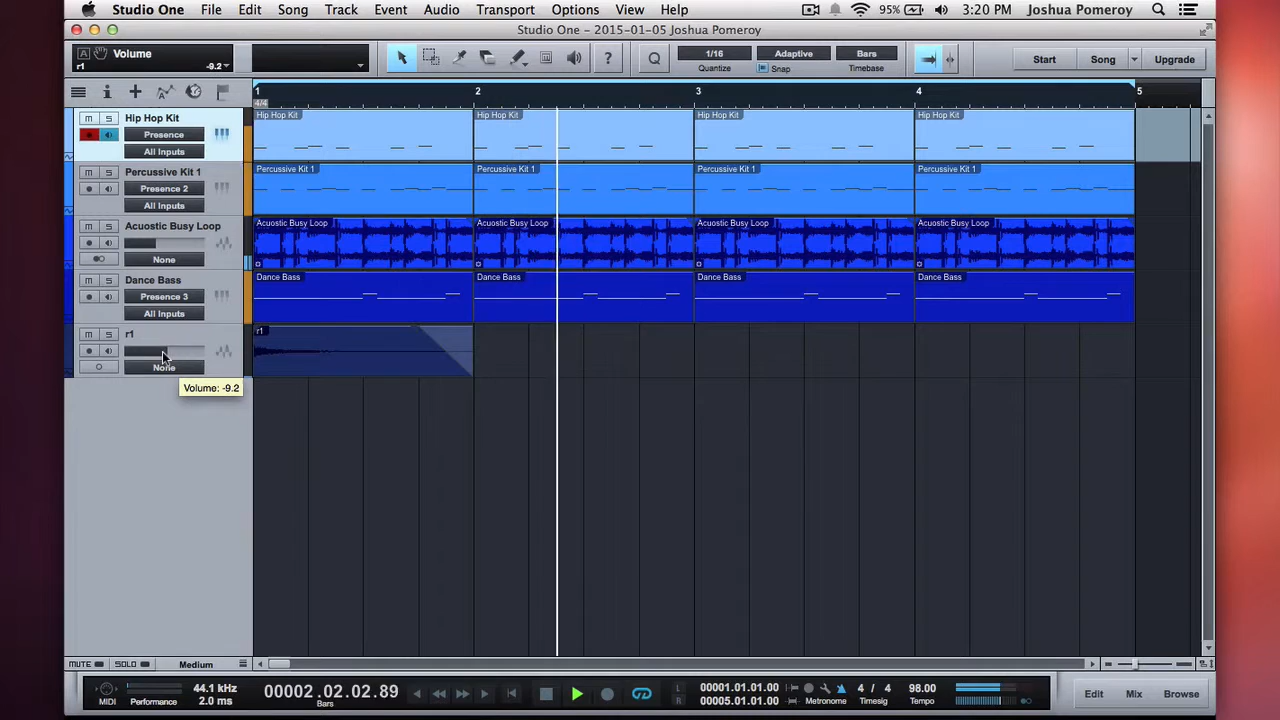 Studio One File Edit Song Track Event Audio Transport Options View Help 95% 3:20 PM Joshua Pomeroy
Studio One - 2015-01-05 Joshua Pomeroy
A Volume
r1 -9.2
1/16 Adaptive Bars
Quantize Snap Timebase
Q ? Start Song Upgrade
1 2 3 4 5
4/4
M S Hip Hop Kit
Presence
All Inputs
Hip Hop Kit Hip Hop Kit Hip Hop Kit Hip Hop Kit
M S Percussive Kit 1
Presence 2
All Inputs
Percussive Kit 1 Percussive Kit 1 Percussive Kit 1 Percussive Kit 1
M S Acuostic Busy Loop
None
Acuostic Busy Loop Acuostic Busy Loop Acuostic Busy Loop Acuostic Busy Loop
M S Dance Bass
Presence 3
All Inputs
Dance Bass Dance Bass Dance Bass Dance Bass
M S r1
None
r1
Volume: -9.2
MUTE SOLO Medium
MIDI Performance
44.1 kHz
2.0 ms
00002.02.02.89
Bars
L 00001.01.01.00
R 00005.01.01.00
Metronome
4 / 4
Timesig
98.00
Tempo
Edit Mix Browse